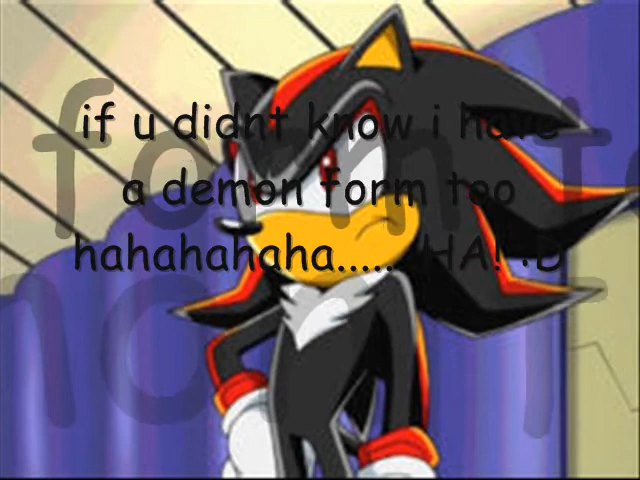 if u didnt know i have
a demon form too
hahahahaha......HA! :D